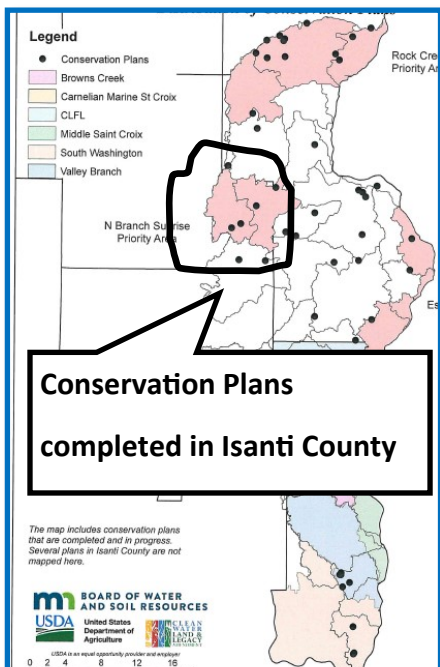 Legend
Conservation Plans
Browns Creek
Carnelian Marine St Croix
CLFL
Middle Saint Croix
South Washington
Valley Branch
Rock Cree
Priority Ar
N Branch Sunrise
Priority Area
Es
Conservation Plans
completed in Isanti County
The map includes conservation plans
that are completed and in progress.
Several plans in Isanti County are not
mapped here.
BOARD OF WATER
AND SOIL RESOURCES
USDA
United States
Department of
Agriculture
CLEAN
WATER
LAND &
LEGACY
AMENDMENT
USDA is an equal opportunity provider and employer
0 2 4 8 12 16